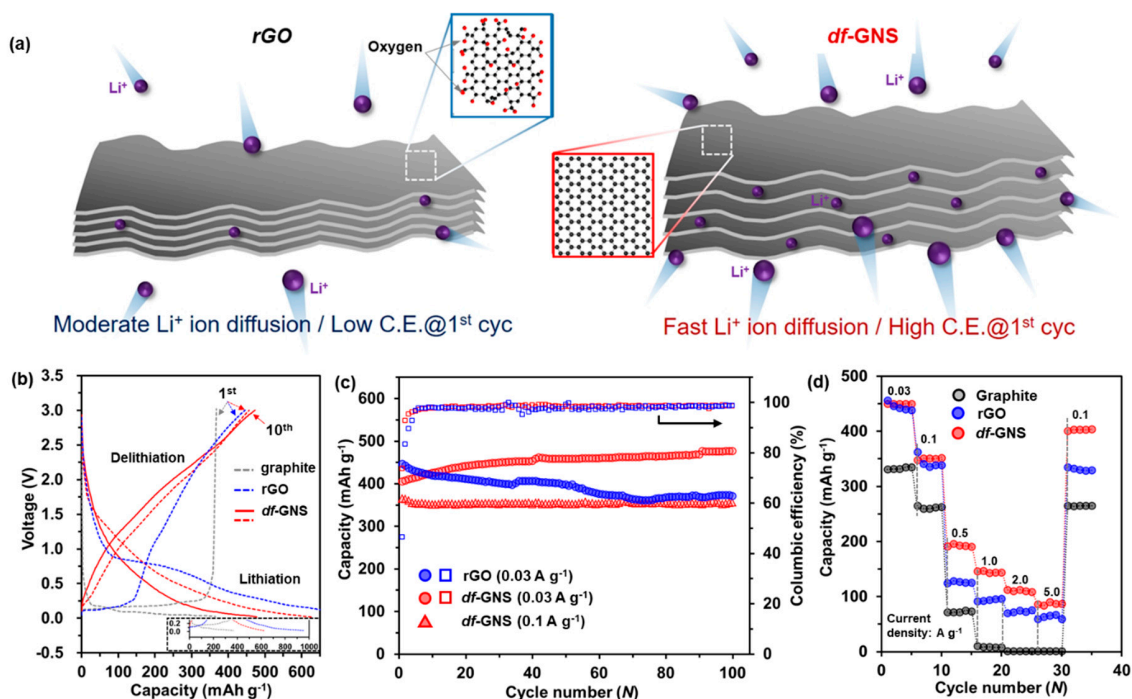 (a)
rGO
df-GNS
Oxygen
Li⁺
Li⁺
Li⁺
Li⁺
Li⁺
Moderate Li⁺ ion diffusion / Low C.E.@1ˢᵗ cyc
Fast Li⁺ ion diffusion / High C.E.@1ˢᵗ cyc
(b)
3.5
3.0
2.5
2.0
1.5
1.0
0.5
0.0
-0.5
Voltage (V)
1ˢᵗ
10ᵗʰ
Delithiation
graphite
rGO
df-GNS
Lithiation
0.2
0.0
0 200 400 600 800 1000
0 100 200 300 400 500 600
Capacity (mAh g⁻¹)
(c)
600
500
400
300
200
100
0
Capacity (mAh g⁻¹)
rGO (0.03 A g⁻¹)
df-GNS (0.03 A g⁻¹)
df-GNS (0.1 A g⁻¹)
100
80
60
40
20
0
Columbic efficiency (%)
0 20 40 60 80 100
Cycle number (N)
(d)
450
300
150
0
Capacity (mAh g⁻¹)
0.03
0.1
0.5
1.0
2.0
5.0
0.1
Graphite
rGO
df-GNS
Current
density: A g⁻¹
0 10 20 30 40
Cycle number (N)